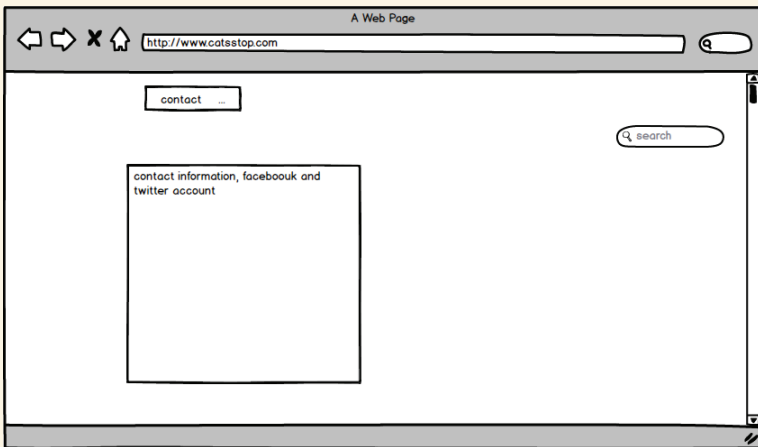 A Web Page
http://www.catsstop.com
contact ...
search
contact information, faceboouk and
twitter account